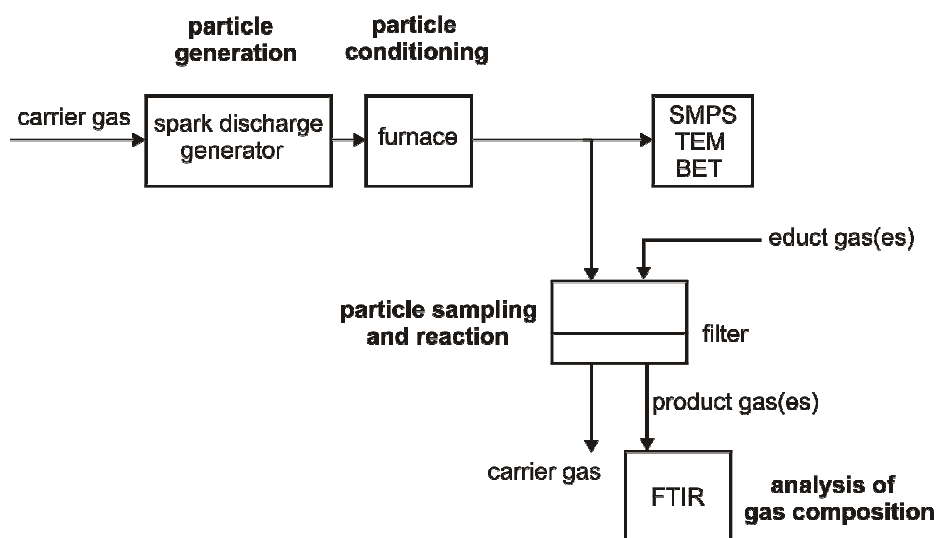 particle
generation
particle
conditioning
carrier gas
spark discharge
generator
furnace
SMPS
TEM
BET
educt gas(es)
particle sampling
and reaction
filter
product gas(es)
carrier gas
FTIR
analysis of
gas composition